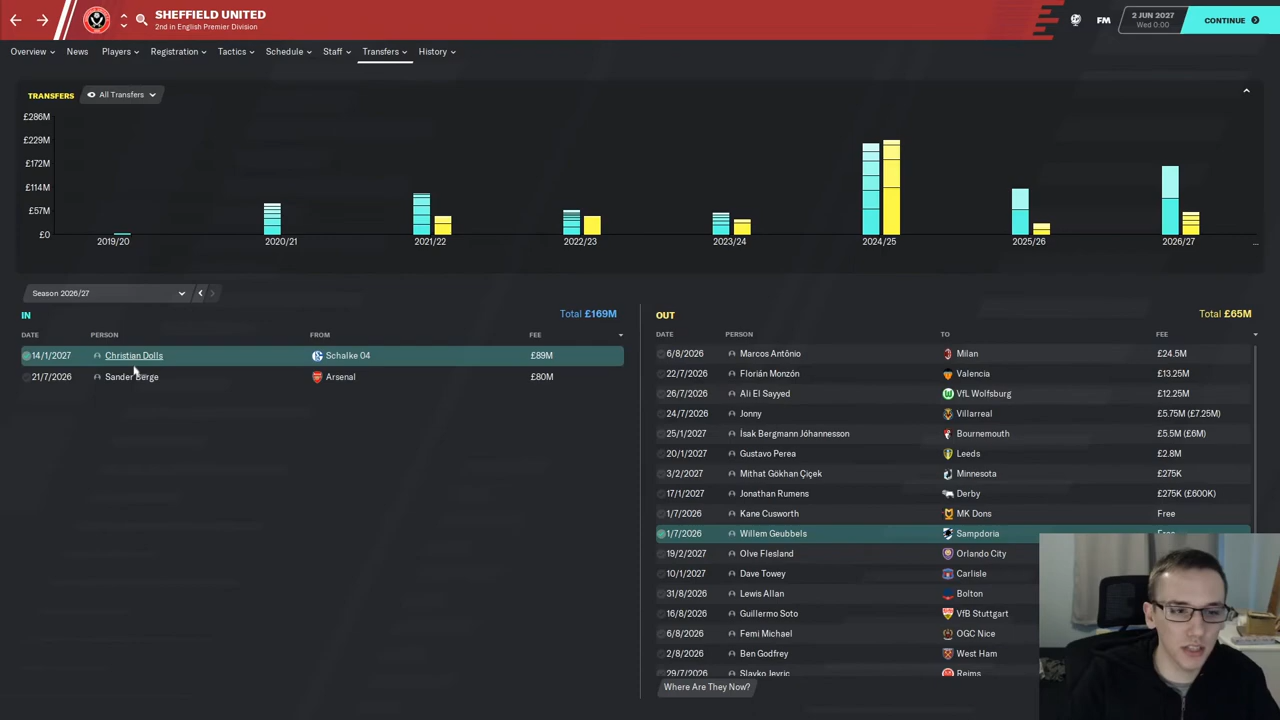 SHEFFIELD UNITED
2nd in English Premier Division
FM
2 JUN 2027
Wed 0:00
CONTINUE
Overview News Players Registration Tactics Schedule Staff Transfers History
TRANSFERS All Transfers
£286M
£229M
£172M
£114M
£57M
£0
2019/20 2020/21 2021/22 2022/23 2023/24 2024/25 2025/26 2026/27 ...
Season 2026/27
IN Total £169M
DATE PERSON FROM FEE
14/1/2027 Christian Dolls Schalke 04 £89M
21/7/2026 Sander Berge Arsenal £80M
OUT Total £65M
DATE PERSON TO FEE
6/8/2026 Marcos Antônio Milan £24.5M
22/7/2026 Florián Monzón Valencia £13.25M
26/7/2026 Ali El Sayyed VfL Wolfsburg £12.25M
24/7/2026 Jonny Villarreal £5.75M (£7.25M)
25/1/2027 Ísak Bergmann Jóhannesson Bournemouth £5.5M (£6M)
20/1/2027 Gustavo Perea Leeds £2.8M
3/2/2027 Mithat Gökhan Çiçek Minnesota £275K
17/1/2027 Jonathan Rumens Derby £275K (£600K)
1/7/2026 Kane Cusworth MK Dons Free
1/7/2026 Willem Geubbels Sampdoria Free
19/2/2027 Olve Flesland Orlando City
10/1/2027 Dave Towey Carlisle
31/8/2026 Lewis Allan Bolton
16/8/2026 Guillermo Soto VfB Stuttgart
6/8/2026 Femi Michael OGC Nice
2/8/2026 Ben Godfrey West Ham
29/7/2026 Slavko Jevric Reims
Where Are They Now?